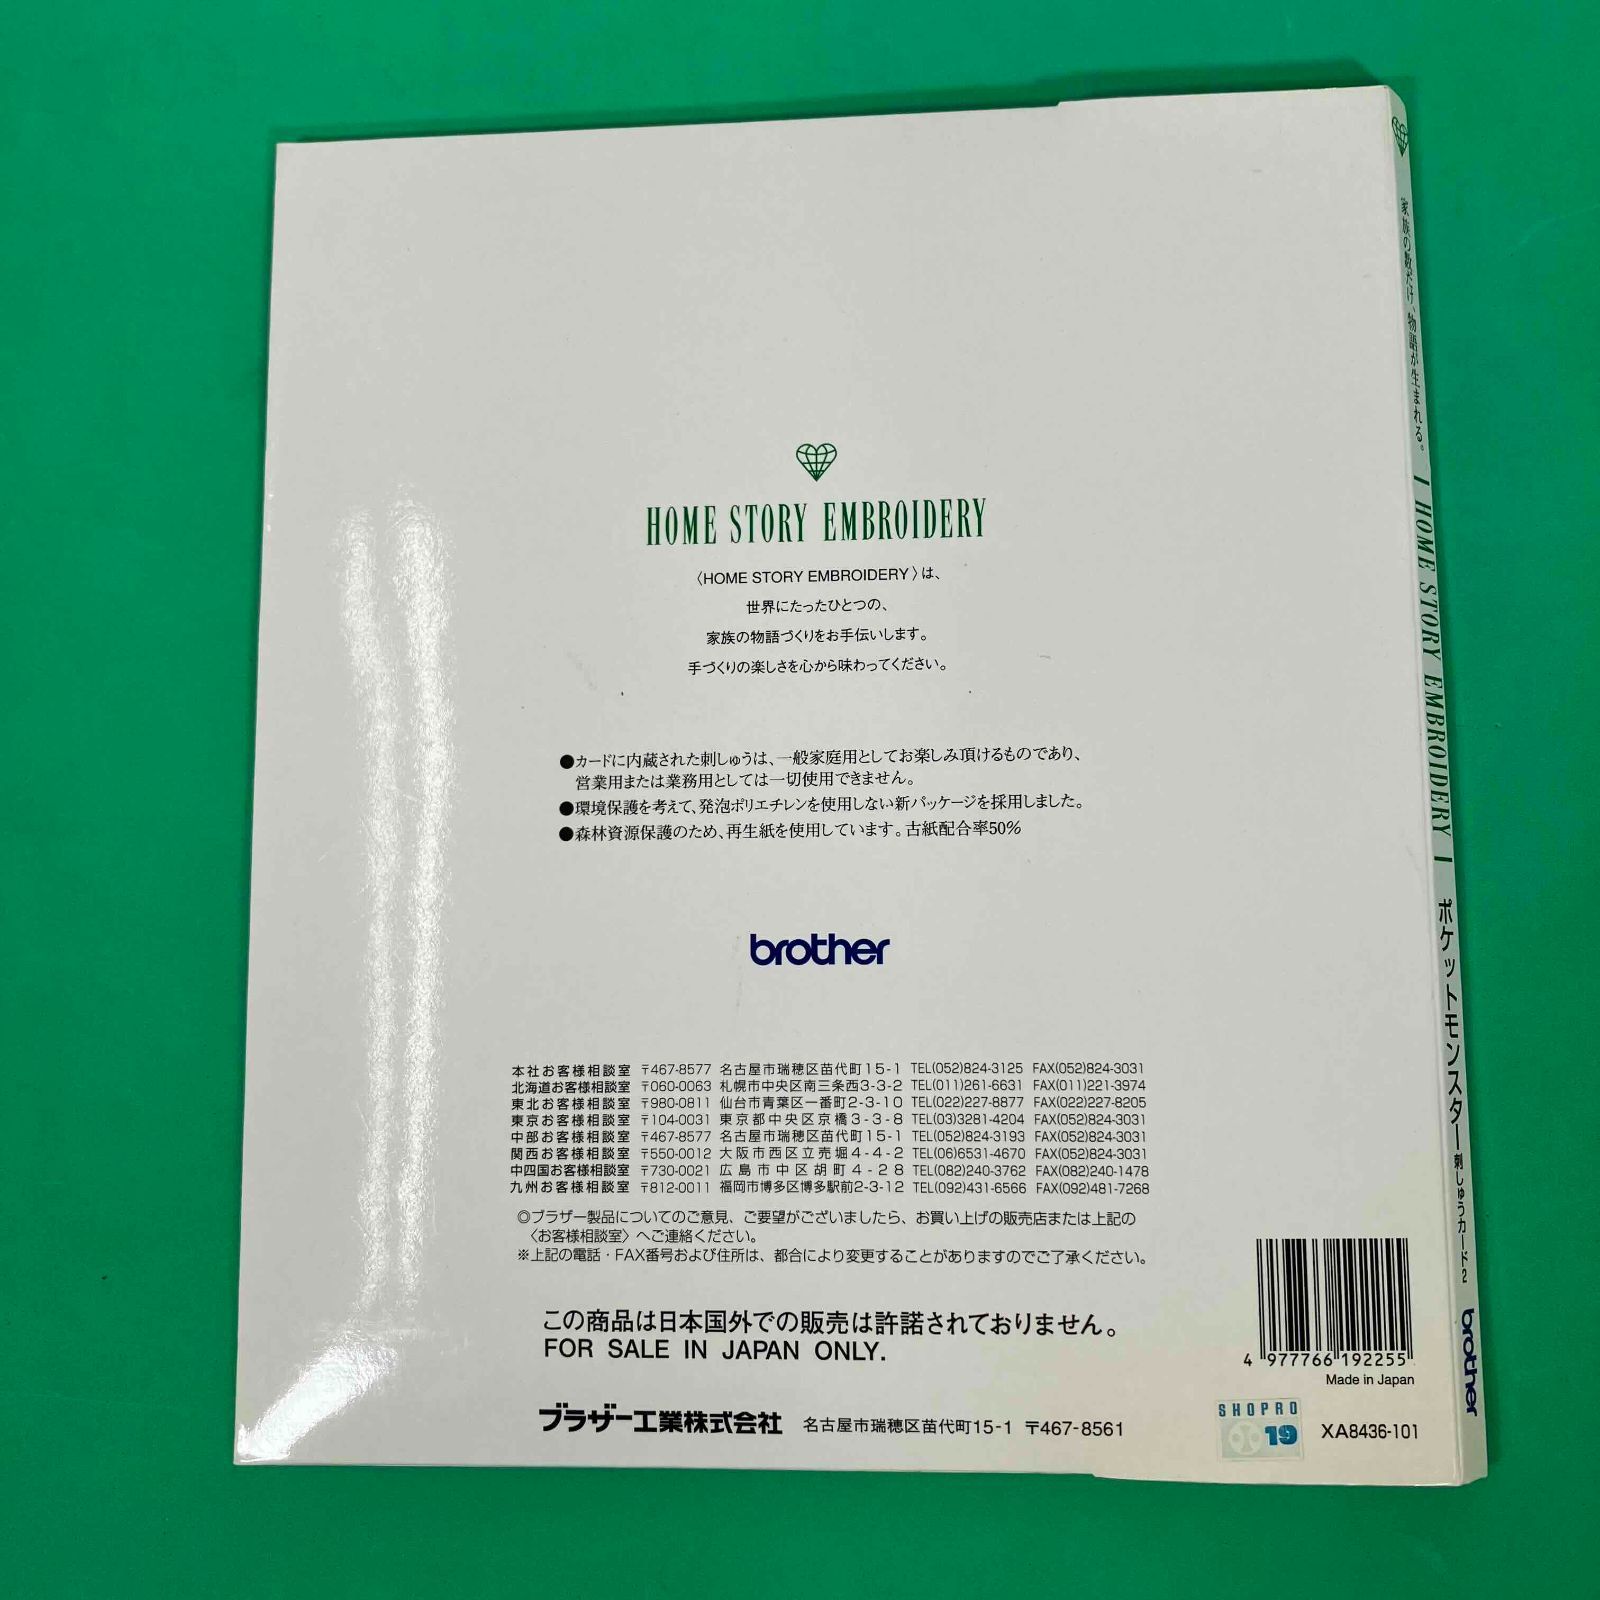 HOME STORY EMBROIDERY
〈HOME STORY EMBROIDERY〉は、
世界にたったひとつの、
家族の物語づくりをお手伝いします。
手づくりの楽しさを心から味わってください。
●カードに内蔵された刺しゅうは、一般家庭用としてお楽しみ頂けるものであり、
営業用または業務用としては一切使用できません。
●環境保護を考えて、発泡ポリエチレンを使用しない新パッケージを採用しました。
●森林資源保護のため、再生紙を使用しています。古紙配合率50%
brother
本社お客様相談室 〒467-8577 名古屋市瑞穂区苗代町15-1 TEL(052)824-3125 FAX(052)824-3031
北海道お客様相談室 〒060-0063 札幌市中央区南三条西3-3-2 TEL(011)261-6631 FAX(011)221-3974
東北お客様相談室 〒980-0811 仙台市青葉区一番町2-3-10 TEL(022)227-8877 FAX(022)227-8205
東京お客様相談室 〒104-0031 東京都中央区京橋3-3-8 TEL(03)3281-4204 FAX(052)824-3031
中部お客様相談室 〒467-8577 名古屋市瑞穂区苗代町15-1 TEL(052)824-3193 FAX(052)824-3031
関西お客様相談室 〒550-0012 大阪市西区立売堀4-4-2 TEL(06)6531-4670 FAX(052)824-3031
中四国お客様相談室 〒730-0021 広島市中区胡町4-28 TEL(082)240-3762 FAX(082)240-1478
九州お客様相談室 〒812-0011 福岡市博多区博多駅前2-3-12 TEL(092)431-6566 FAX(092)481-7268
◎ブラザー製品についてのご意見、ご要望がございましたら、お買い上げの販売店または上記の
〈お客様相談室〉へご連絡ください。
※上記の電話・FAX番号および住所は、都合により変更することがありますのでご了承ください。
この商品は日本国外での販売は許諾されておりません。
FOR SALE IN JAPAN ONLY.
ブラザー工業株式会社 名古屋市瑞穂区苗代町15-1 〒467-8561
4 977766 192255
Made in Japan
SHOPRO
19
XA8436-101
家族の数だけ、物語が生まれる。 | HOME STORY EMBROIDERY | ポケットモンスター刺しゅうカード2 brother